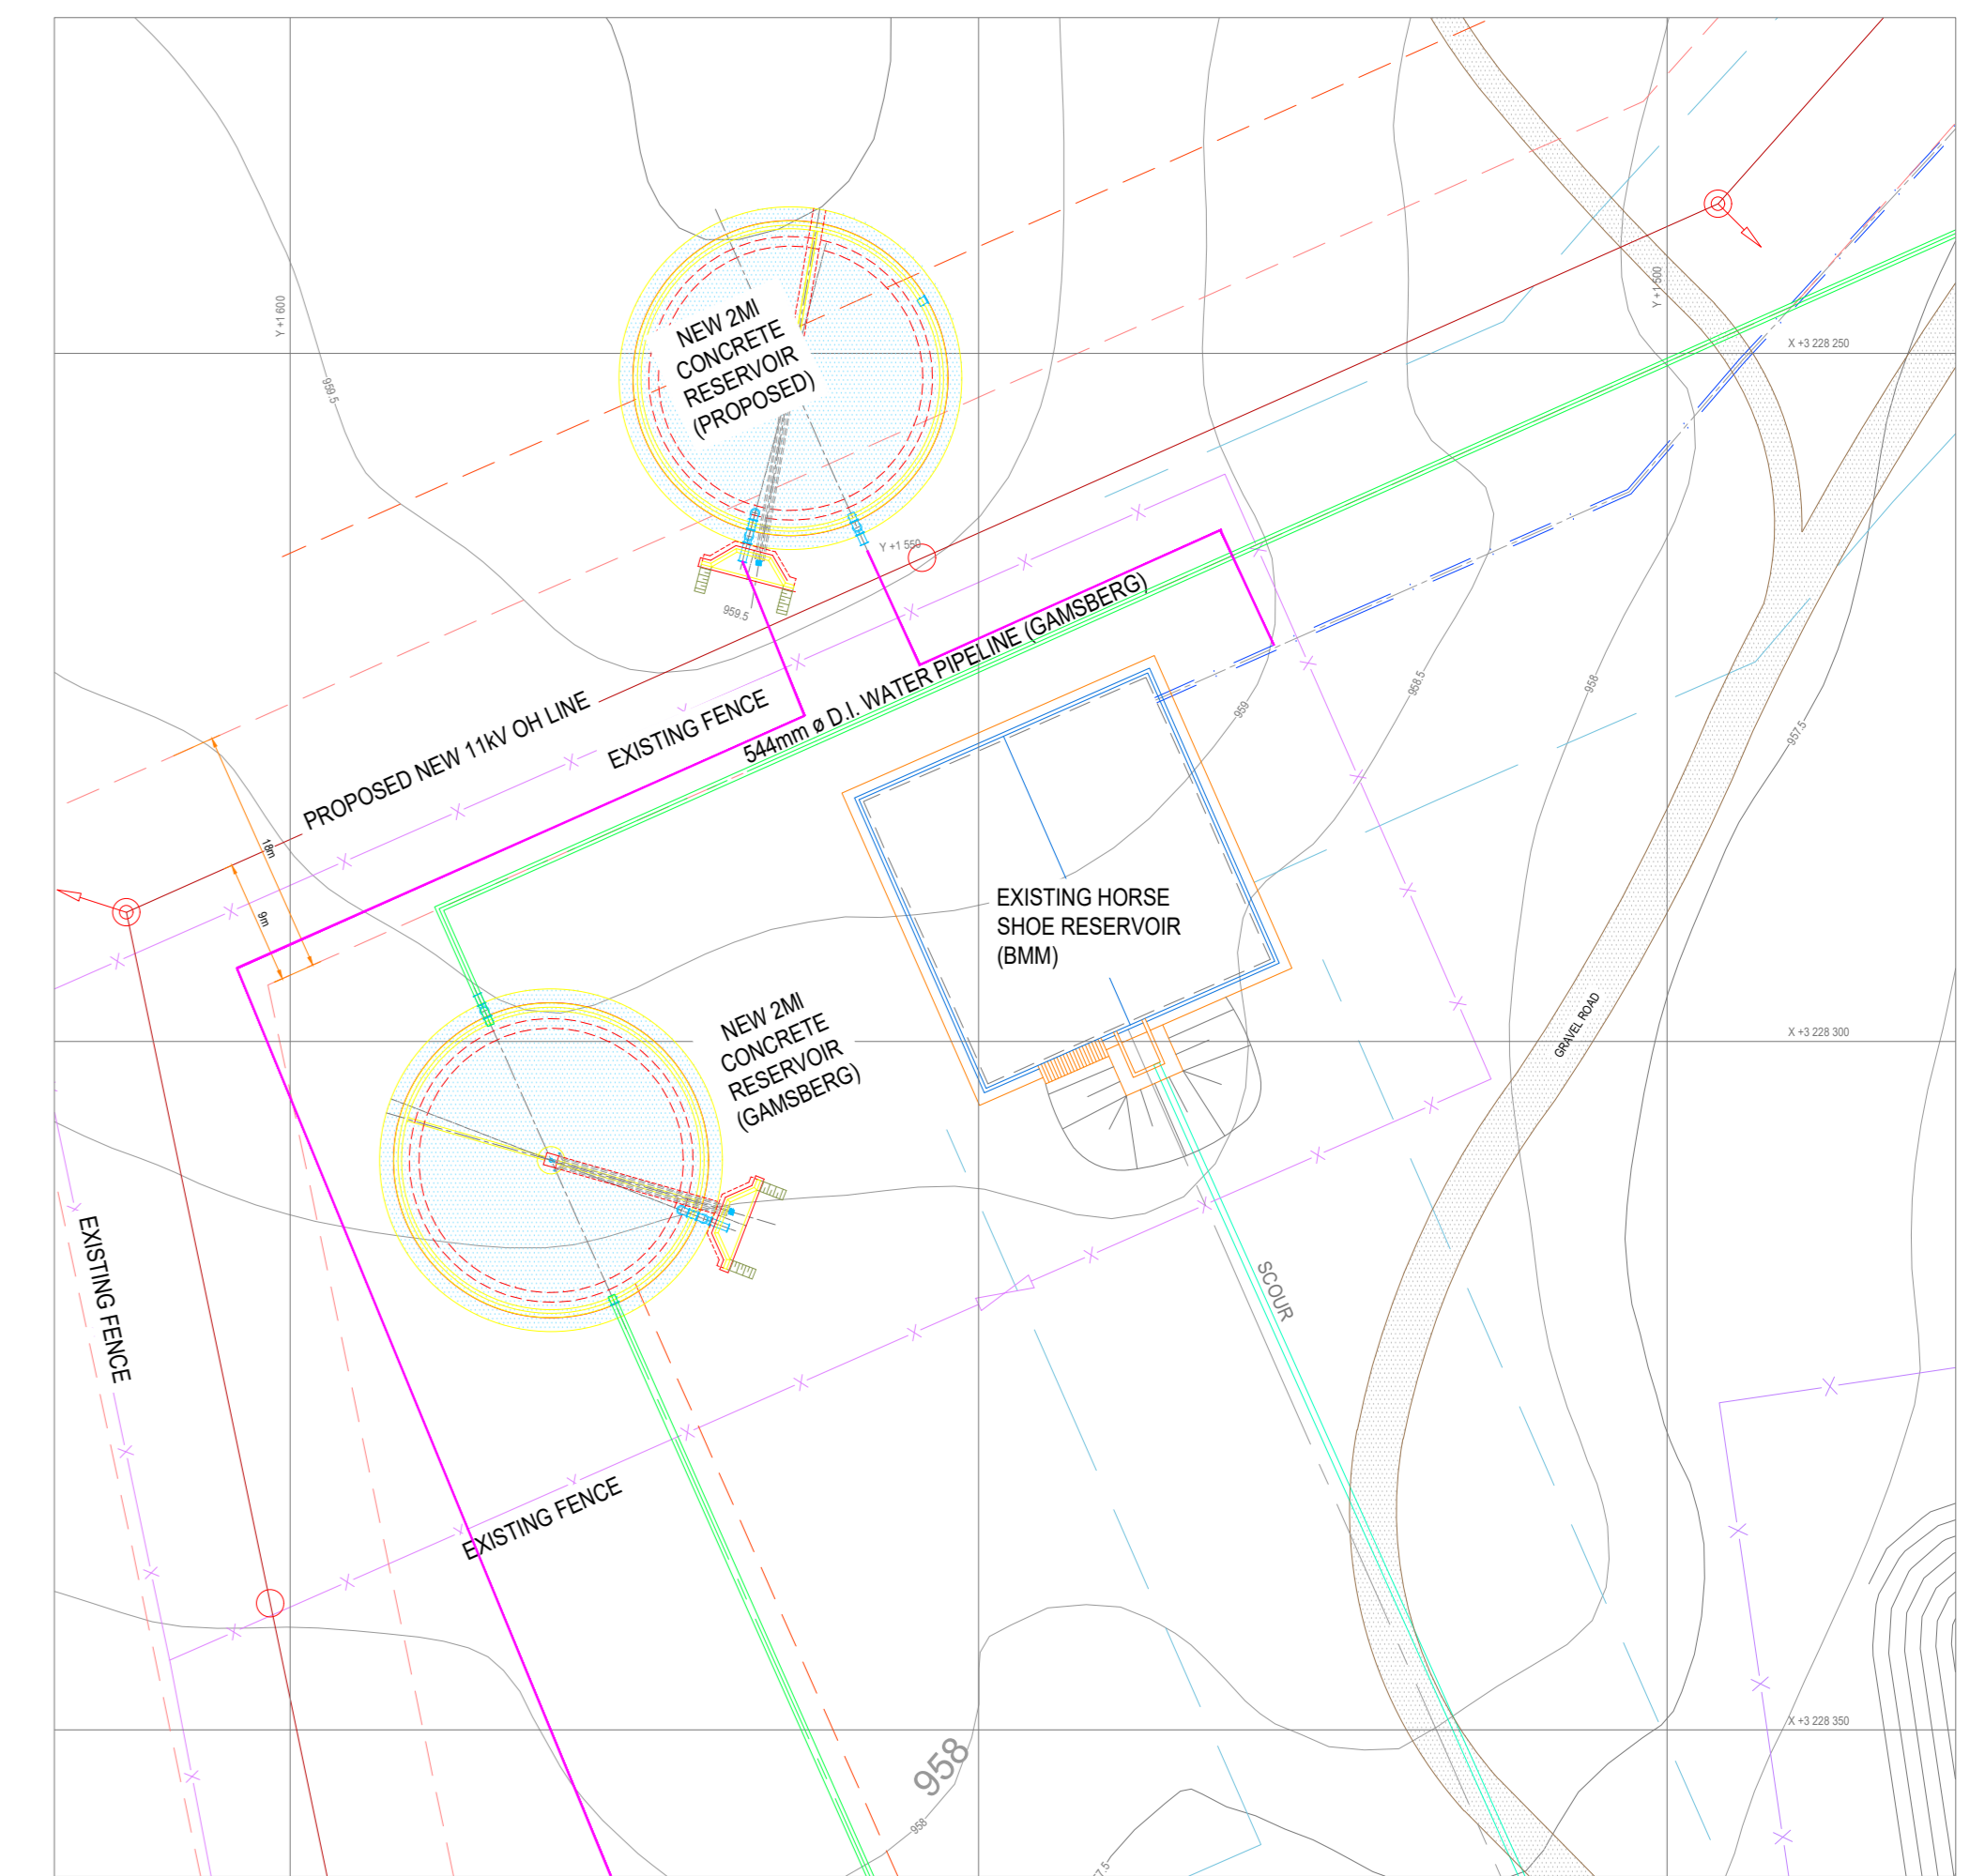 Y +1 600
Y +1 500
NEW 2Ml
CONCRETE
RESERVOIR
(PROPOSED)
X +3 228 250
959.5
Y +1 550
959.5
544mm ø D.I. WATER PIPELINE (GAMSBERG)
PROPOSED NEW 11kV OH LINE
EXISTING FENCE
959
958.5
958
957.5
18m
9m
EXISTING HORSE
SHOE RESERVOIR
(BMM)
NEW 2Ml
CONCRETE
RESERVOIR
(GAMSBERG)
GRAVEL ROAD
X +3 228 300
EXISTING FENCE
SCOUR
EXISTING FENCE
X +3 228 350
958
958
7.5